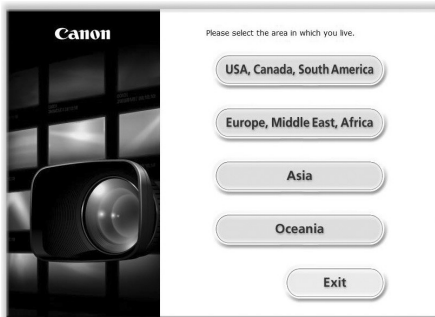 Canon
Please select the area in which you live.
USA, Canada, South America
Europe, Middle East, Africa
Asia
Oceania
Exit